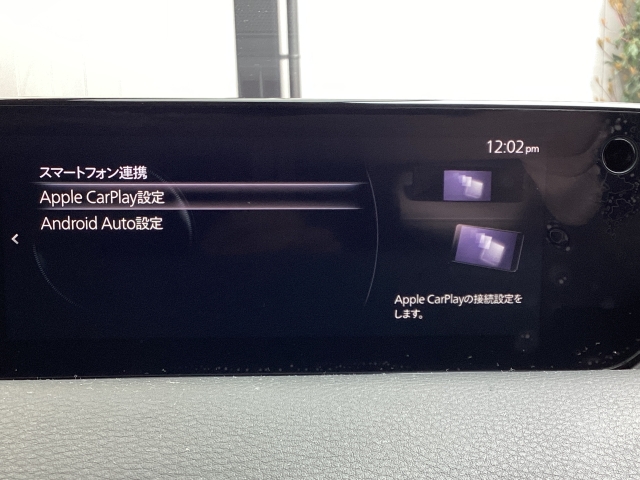 12:02pm
スマートフォン連携
Apple CarPlay設定
Android Auto設定
Apple CarPlayの接続設定を
します。